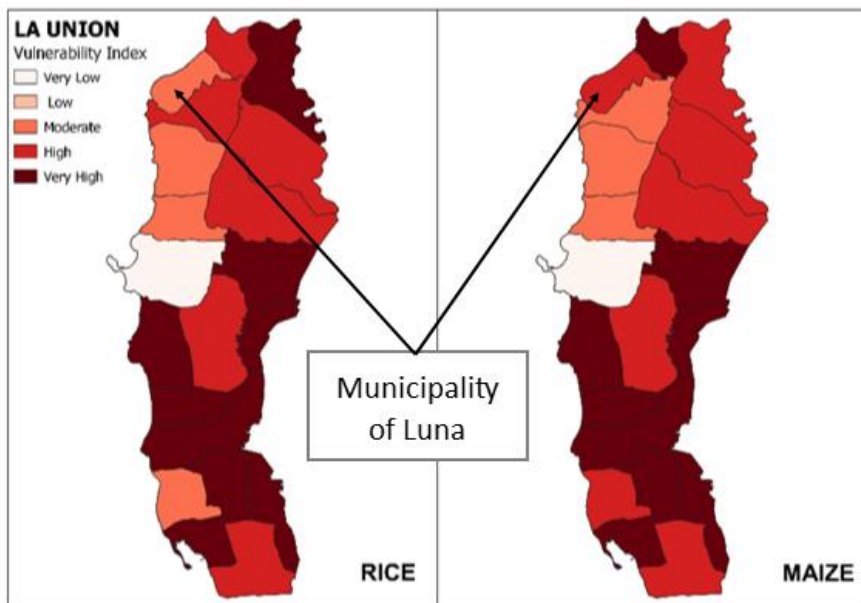 LA UNION
Vulnerability Index
Very Low
Low
Moderate
High
Very High
Municipality
of Luna
RICE
MAIZE